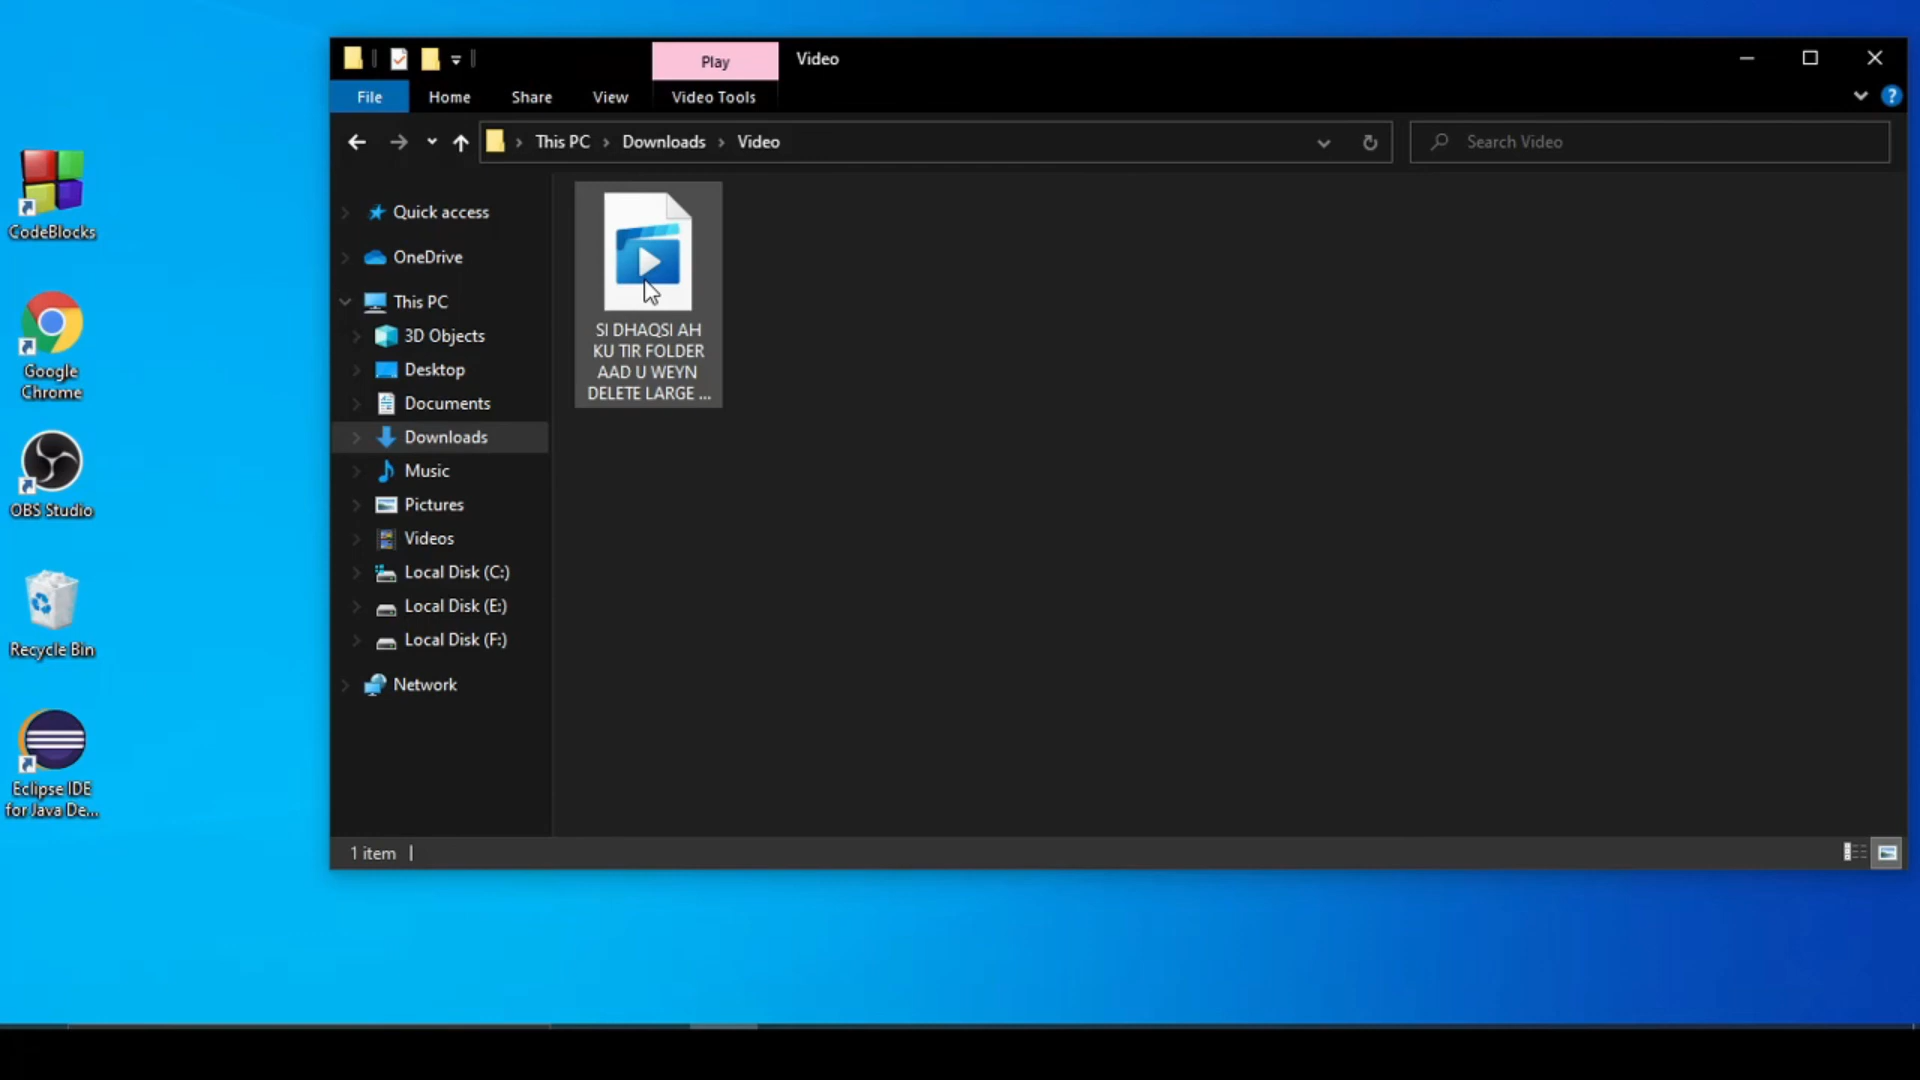 Play
Video
File
Home
Share
View
Video Tools
This PC
Downloads
Video
Search Video
Quick access
OneDrive
This PC
3D Objects
Desktop
Documents
Downloads
Music
Pictures
Videos
Local Disk (C:)
Local Disk (E:)
Local Disk (F:)
Network
SI DHAQSI AH
KU TIR FOLDER
AAD U WEYN
DELETE LARGE ...
1 item
CodeBlocks
Google
Chrome
OBS Studio
Recycle Bin
Eclipse IDE
for Java De...